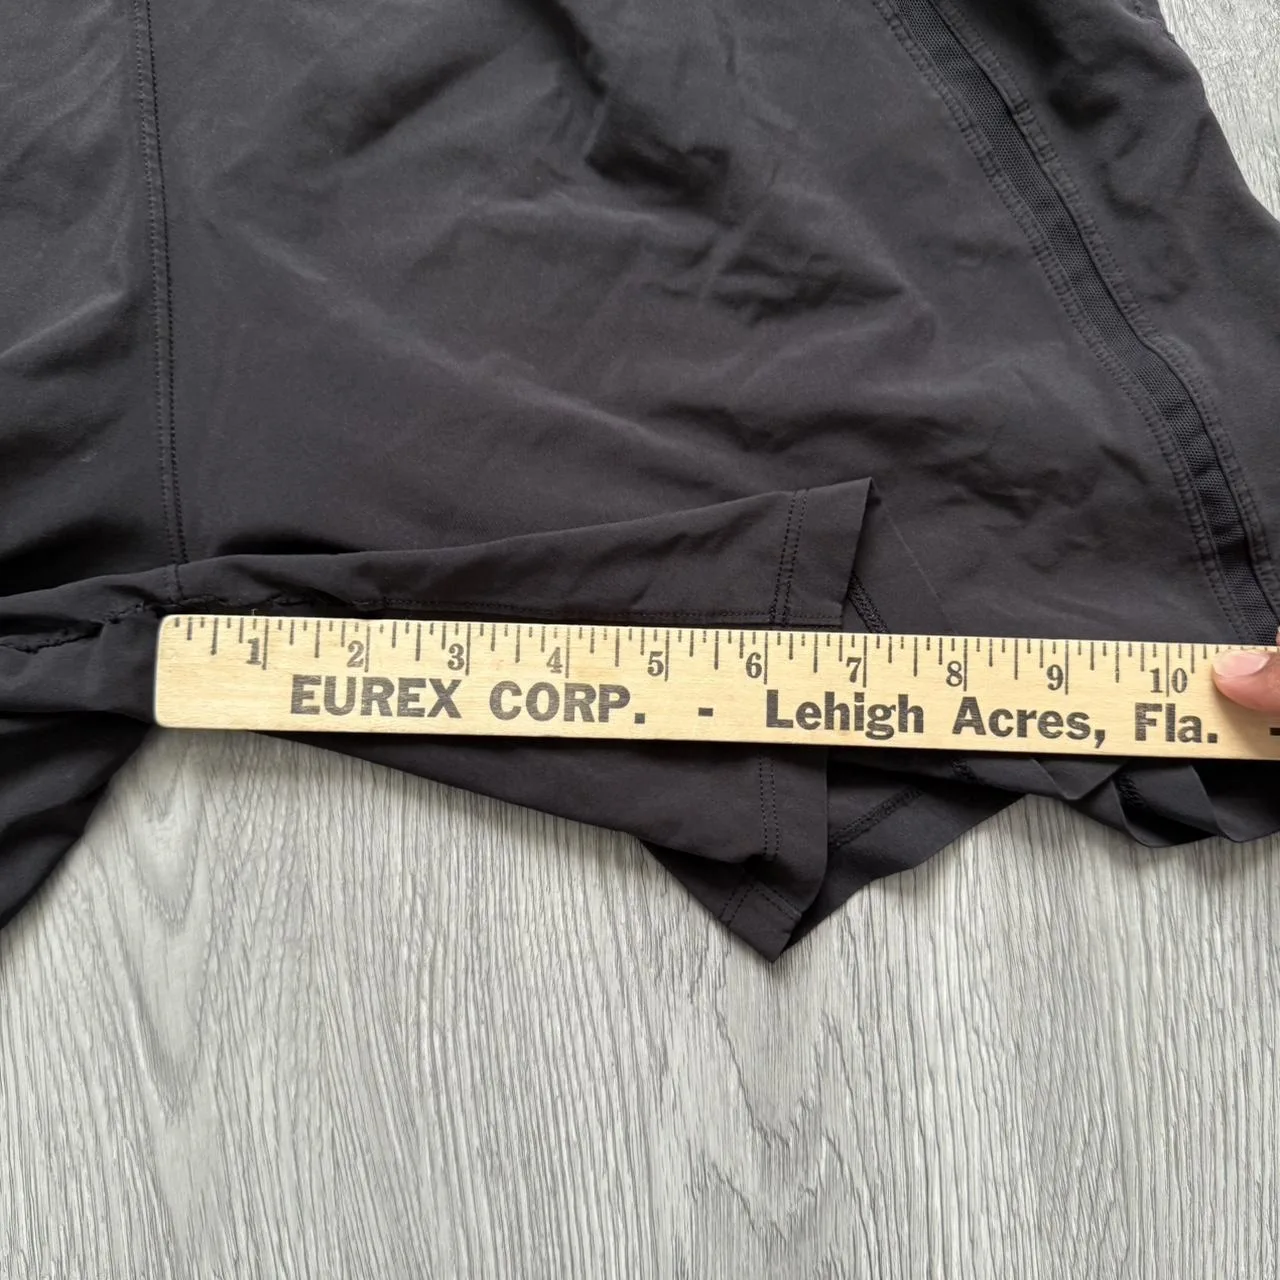 1 2 3 4 5 6 7 8 9 10
EUREX CORP. - Lehigh Acres, Fla. -